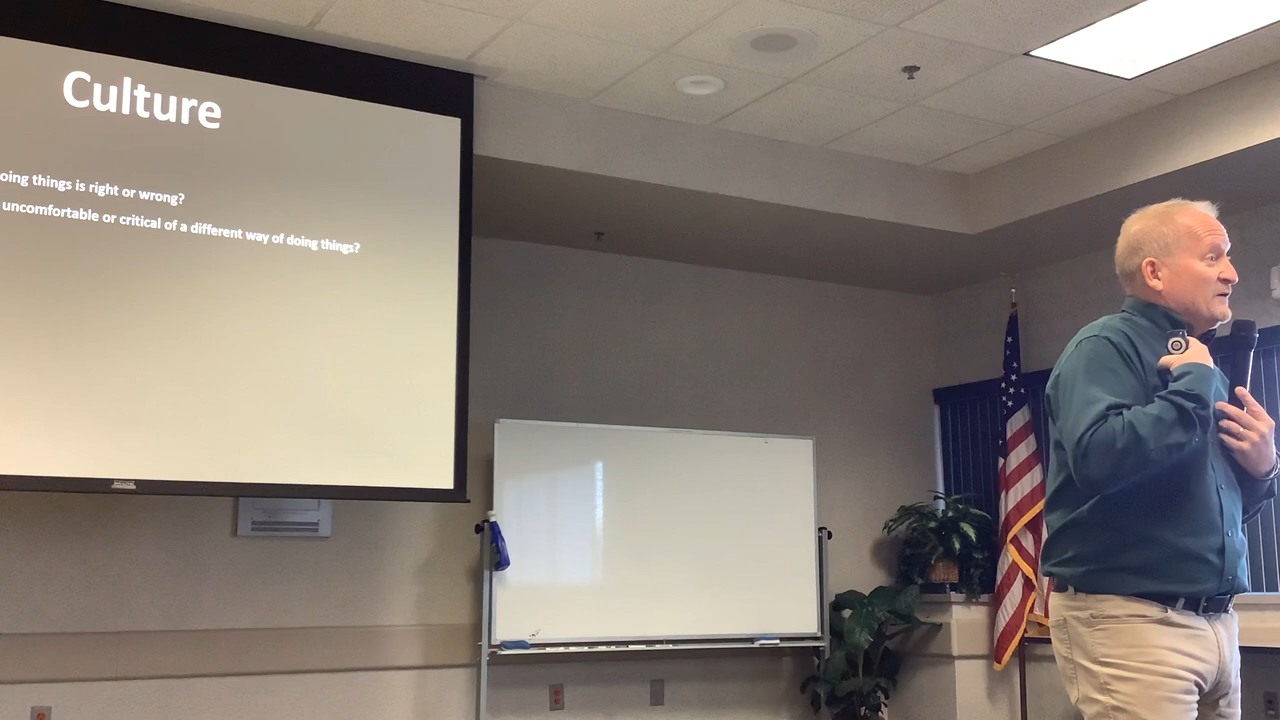 Culture
oing things is right or wrong?
uncomfortable or critical of a different way of doing things?